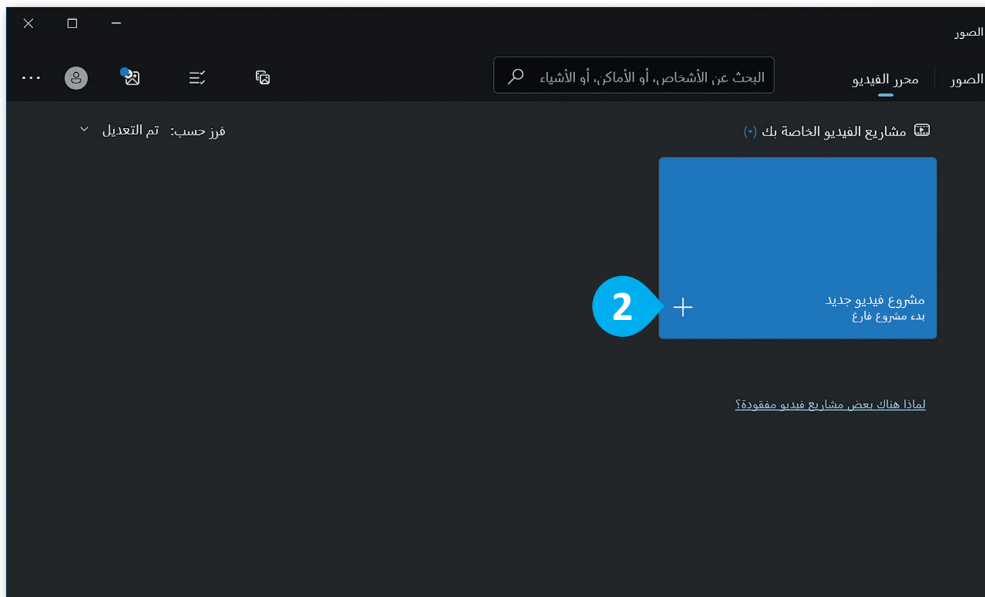 الصور
الصور
محرر الفيديو
البحث عن الأشخاص، أو الأماكن، أو الأشياء
مشاريع الفيديو الخاصة بك (٠)
فرز حسب: تم التعديل
مشروع فيديو جديد
بدء مشروع فارغ
2
لماذا هناك بعض مشاريع فيديو مفقودة؟